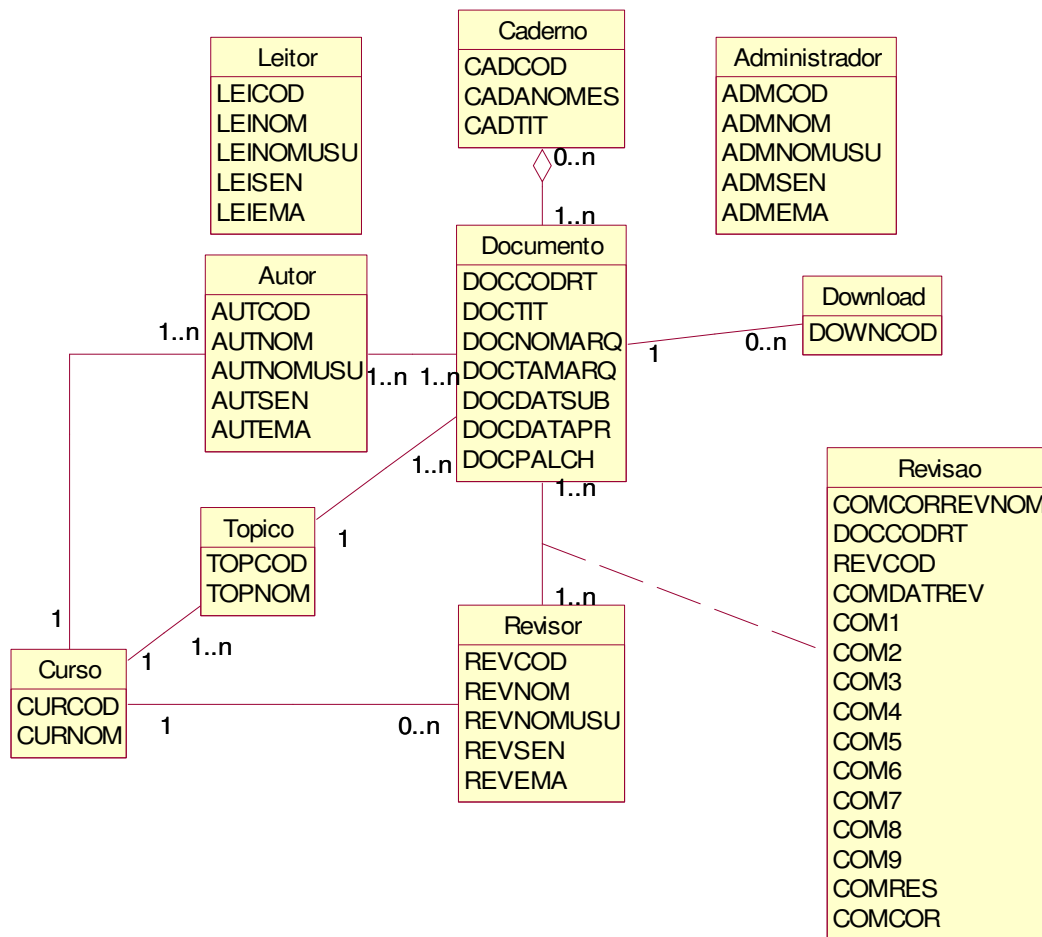 Caderno
CADCOD
CADANOMES
CADTIT
Leitor
LEICOD
LEINOM
LEINOMUSU
LEISEN
LEIEMA
Administrador
ADMCOD
ADMNOM
ADMNOMUSU
ADMSEN
ADMEMA
0..n
1..n
Documento
DOCCODRT
DOCTIT
DOCNOMARQ
DOCTAMARQ
DOCDATSUB
DOCDATAPR
DOCPALCH
Autor
AUTCOD
AUTNOM
AUTNOMUSU
AUTSEN
AUTEMA
1..n
1..n
1..n
Download
DOWNCOD
1
0..n
1..n
1
Topico
TOPCOD
TOPNOM
1..n
1..n
Revisao
COMCORREVNOM
DOCCODRT
REVCOD
COMDATREV
COM1
COM2
COM3
COM4
COM5
COM6
COM7
COM8
COM9
COMRES
COMCOR
1
1
1..n
Curso
CURCOD
CURNOM
1
0..n
Revisor
REVCOD
REVNOM
REVNOMUSU
REVSEN
REVEMA